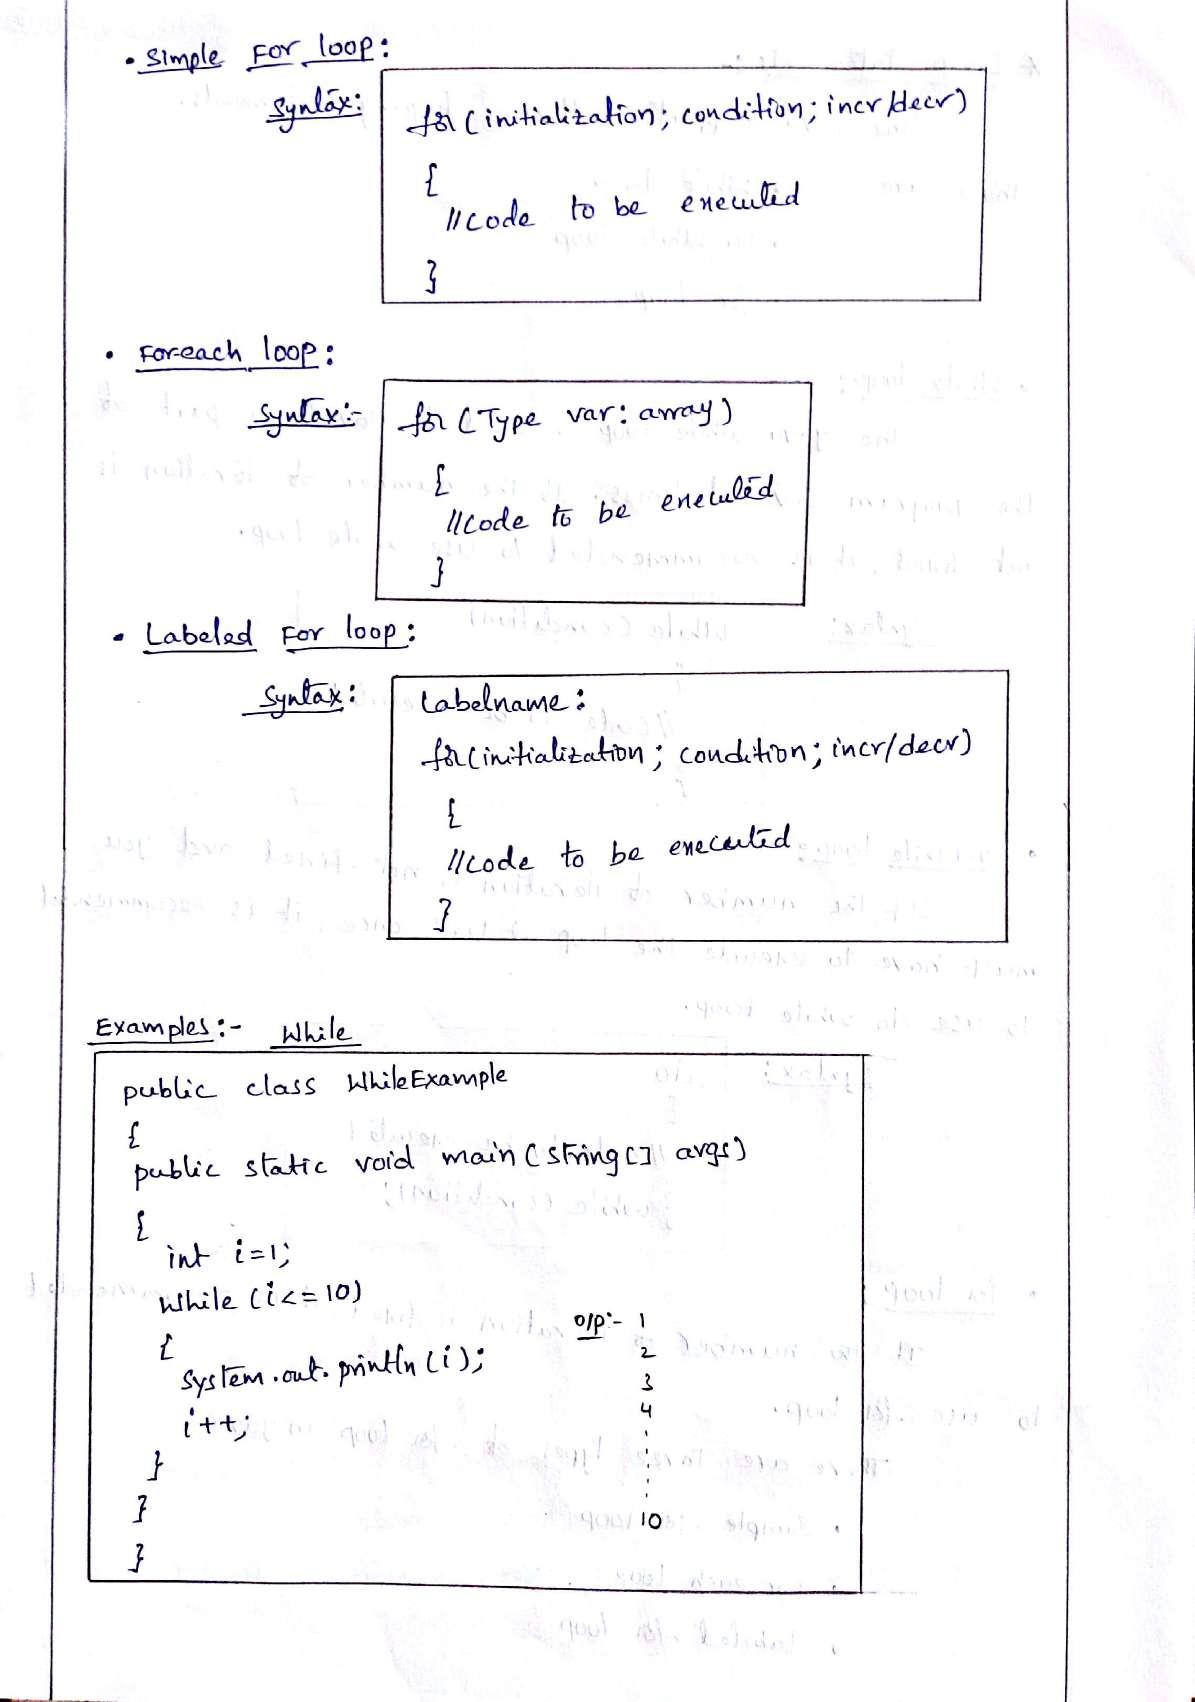 • Simple For loop:
Syntax:
for(initialization; condition; incr/decr)
{
//code to be executed
}
• For-each loop:
Syntax:-
for (Type var: array)
{
//code to be executed
}
• Labeled For loop:
Syntax:
Labelname:
for(initialization; condition; incr/decr)
{
//code to be executed
}
Examples:- While
public class WhileExample
{
public static void main (string[] args)
{
int i=1;
while (i<=10)
{
system.out.println(i);
i++;
}
}
}
o/p:- 1
2
3
4
10